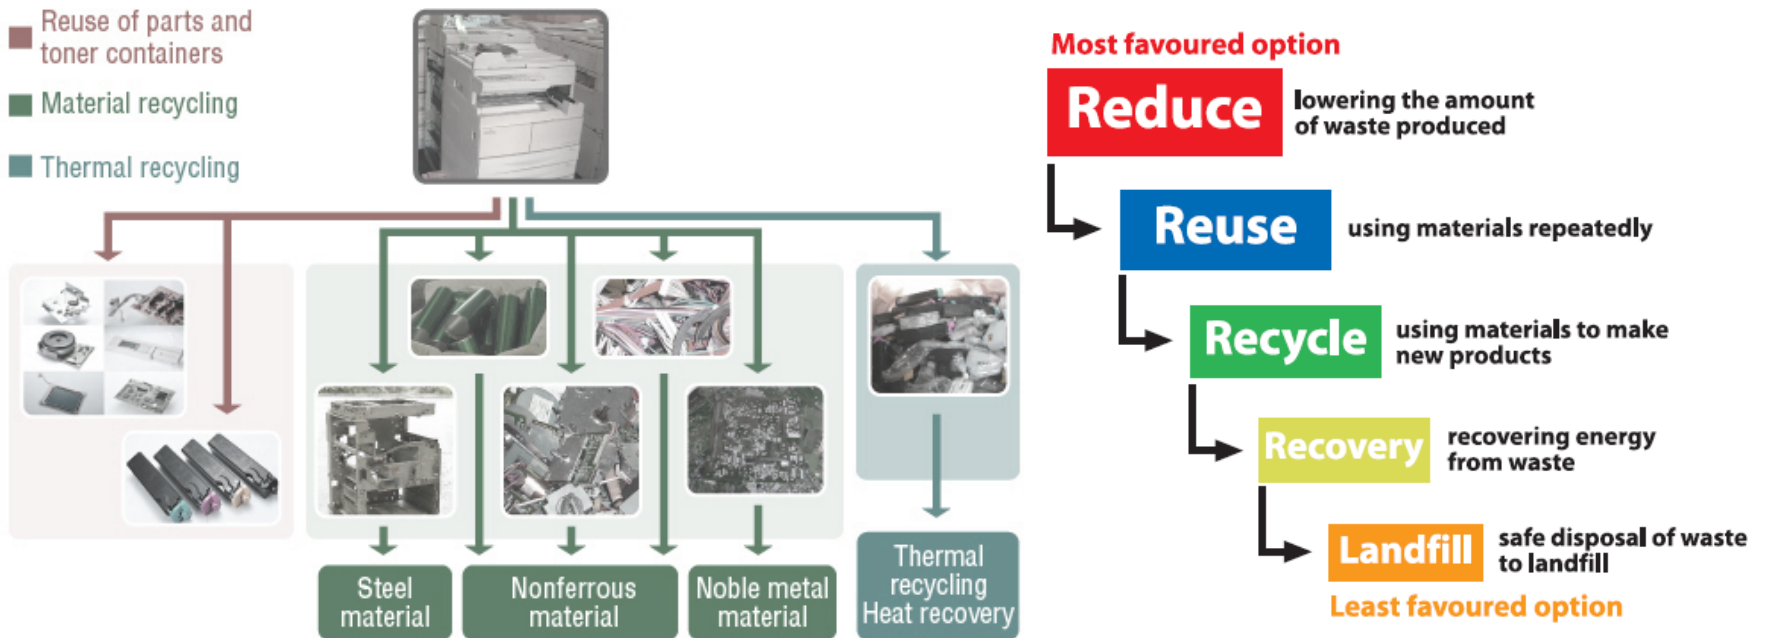 Reuse of parts and
toner containers
Material recycling
Thermal recycling
Steel
material
Nonferrous
material
Noble metal
material
Thermal
recycling
Heat recovery
Most favoured option
Reduce
lowering the amount
of waste produced
Reuse
using materials repeatedly
Recycle
using materials to make
new products
Recovery
recovering energy
from waste
Landfill
safe disposal of waste
to landfill
Least favoured option